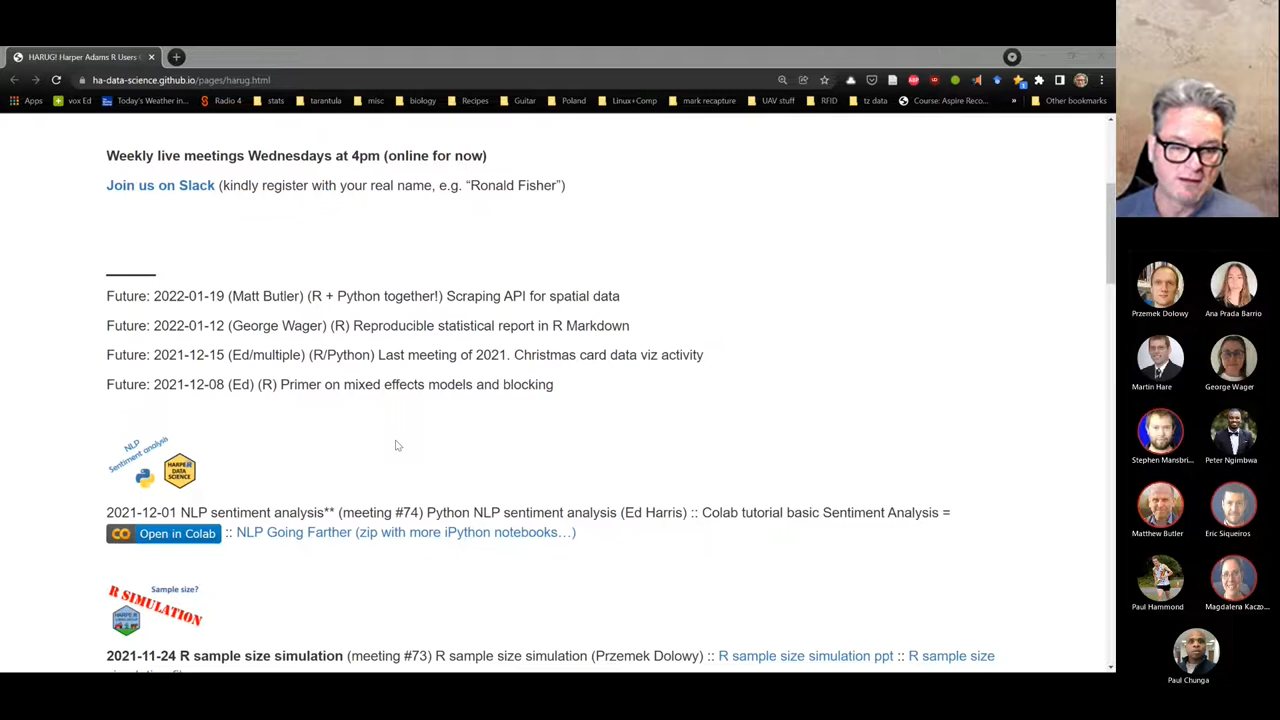 HARUG! Harper Adams R Users
ha-data-science.github.io/pages/harug.html
Apps
vox Ed
Today's Weather in...
Radio 4
stats
tarantula
misc
biology
Recipes
Guitar
Poland
Linux+Comp
mark recapture
UAV stuff
RFID
tz data
Course: Aspire Reco...
»
Other bookmarks
Weekly live meetings Wednesdays at 4pm (online for now)
Join us on Slack (kindly register with your real name, e.g. “Ronald Fisher”)
Future: 2022-01-19 (Matt Butler) (R + Python together!) Scraping API for spatial data
Future: 2022-01-12 (George Wager) (R) Reproducible statistical report in R Markdown
Future: 2021-12-15 (Ed/multiple) (R/Python) Last meeting of 2021. Christmas card data viz activity
Future: 2021-12-08 (Ed) (R) Primer on mixed effects models and blocking
NLP
Sentiment analysis
HARPER
DATA
SCIENCE
2021-12-01 NLP sentiment analysis** (meeting #74) Python NLP sentiment analysis (Ed Harris) :: Colab tutorial basic Sentiment Analysis =
CO Open in Colab :: NLP Going Farther (zip with more iPython notebooks…)
Sample size?
R SIMULATION
2021-11-24 R sample size simulation (meeting #73) R sample size simulation (Przemek Dolowy) :: R sample size simulation ppt :: R sample size
Przemek Dolowy
Ana Prada Barrio
Martin Hare
George Wager
Stephen Mansbri...
Peter Ngimbwa
Matthew Butler
Eric Siqueiros
Paul Hammond
Magdalena Kaczo...
Paul Chunga